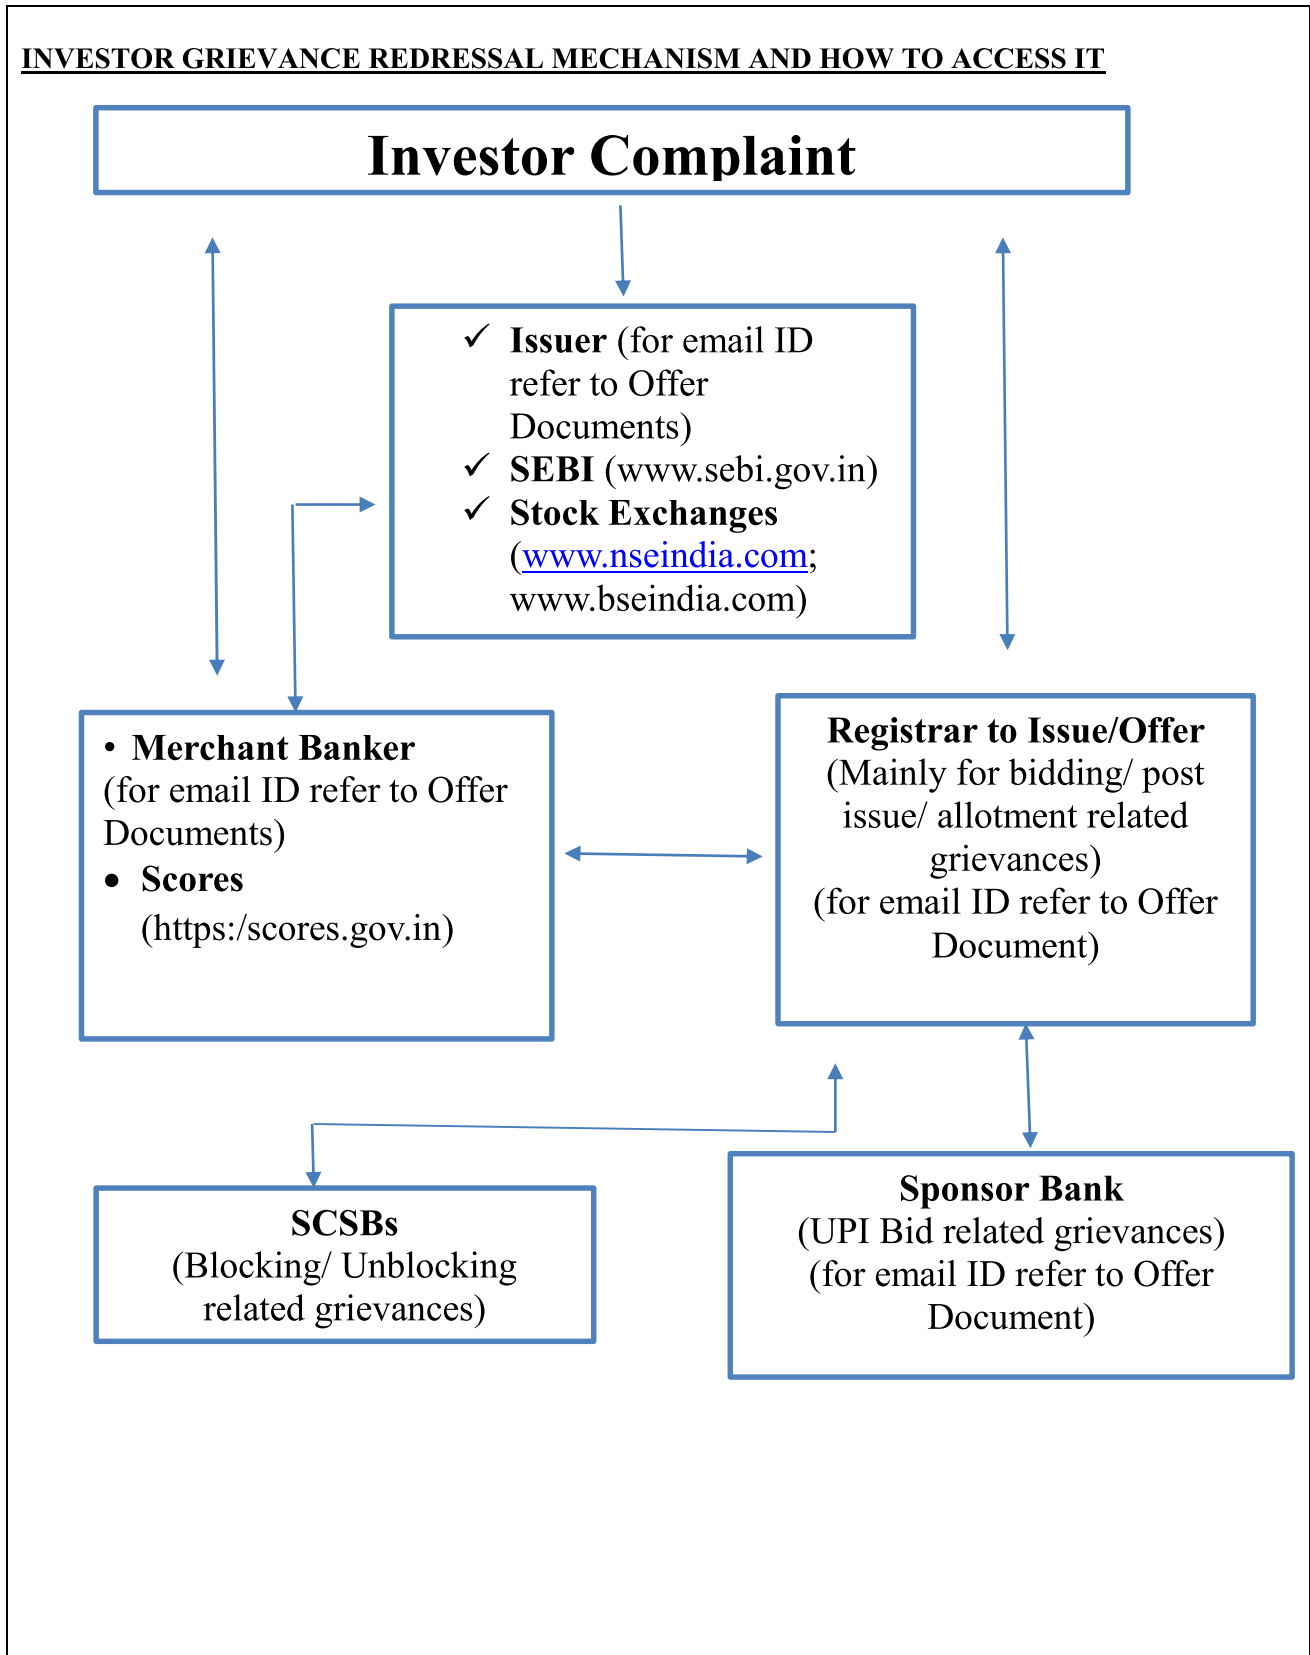 INVESTOR GRIEVANCE REDRESSAL MECHANISM AND HOW TO ACCESS IT
Investor Complaint
✓ Issuer (for email ID
refer to Offer
Documents)
✓ SEBI (www.sebi.gov.in)
✓ Stock Exchanges
(www.nseindia.com;
www.bseindia.com)
• Merchant Banker
(for email ID refer to Offer
Documents)
• Scores
(https:/scores.gov.in)
Registrar to Issue/Offer
(Mainly for bidding/ post
issue/ allotment related
grievances)
(for email ID refer to Offer
Document)
SCSBs
(Blocking/ Unblocking
related grievances)
Sponsor Bank
(UPI Bid related grievances)
(for email ID refer to Offer
Document)